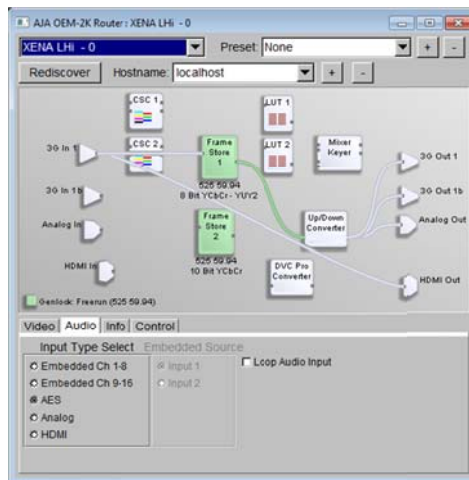 AJA OEM-2K Router: XENA LHi - 0
XENA LHi - 0 Preset: None + -
Rediscover Hostname: localhost + -
CSC 1 LUT 1
3G In 1 CSC 2 Frame Store 1 LUT 2 Mixer Keyer 3G Out 1
525 59.94
8 Bit YCbCr - YUY2
3G In 1b 3G Out 1b
Analog In Frame Store 2 Up/Down Converter Analog Out
525 59.94
10 Bit YCbCr
HDMI In DVC Pro Converter HDMI Out
Genlock: Freerun (525 59.94)
Video Audio Info Control
Input Type Select Embedded Source
Embedded Ch 1-8 Input 1 Loop Audio Input
Embedded Ch 9-16 Input 2
AES
Analog
HDMI